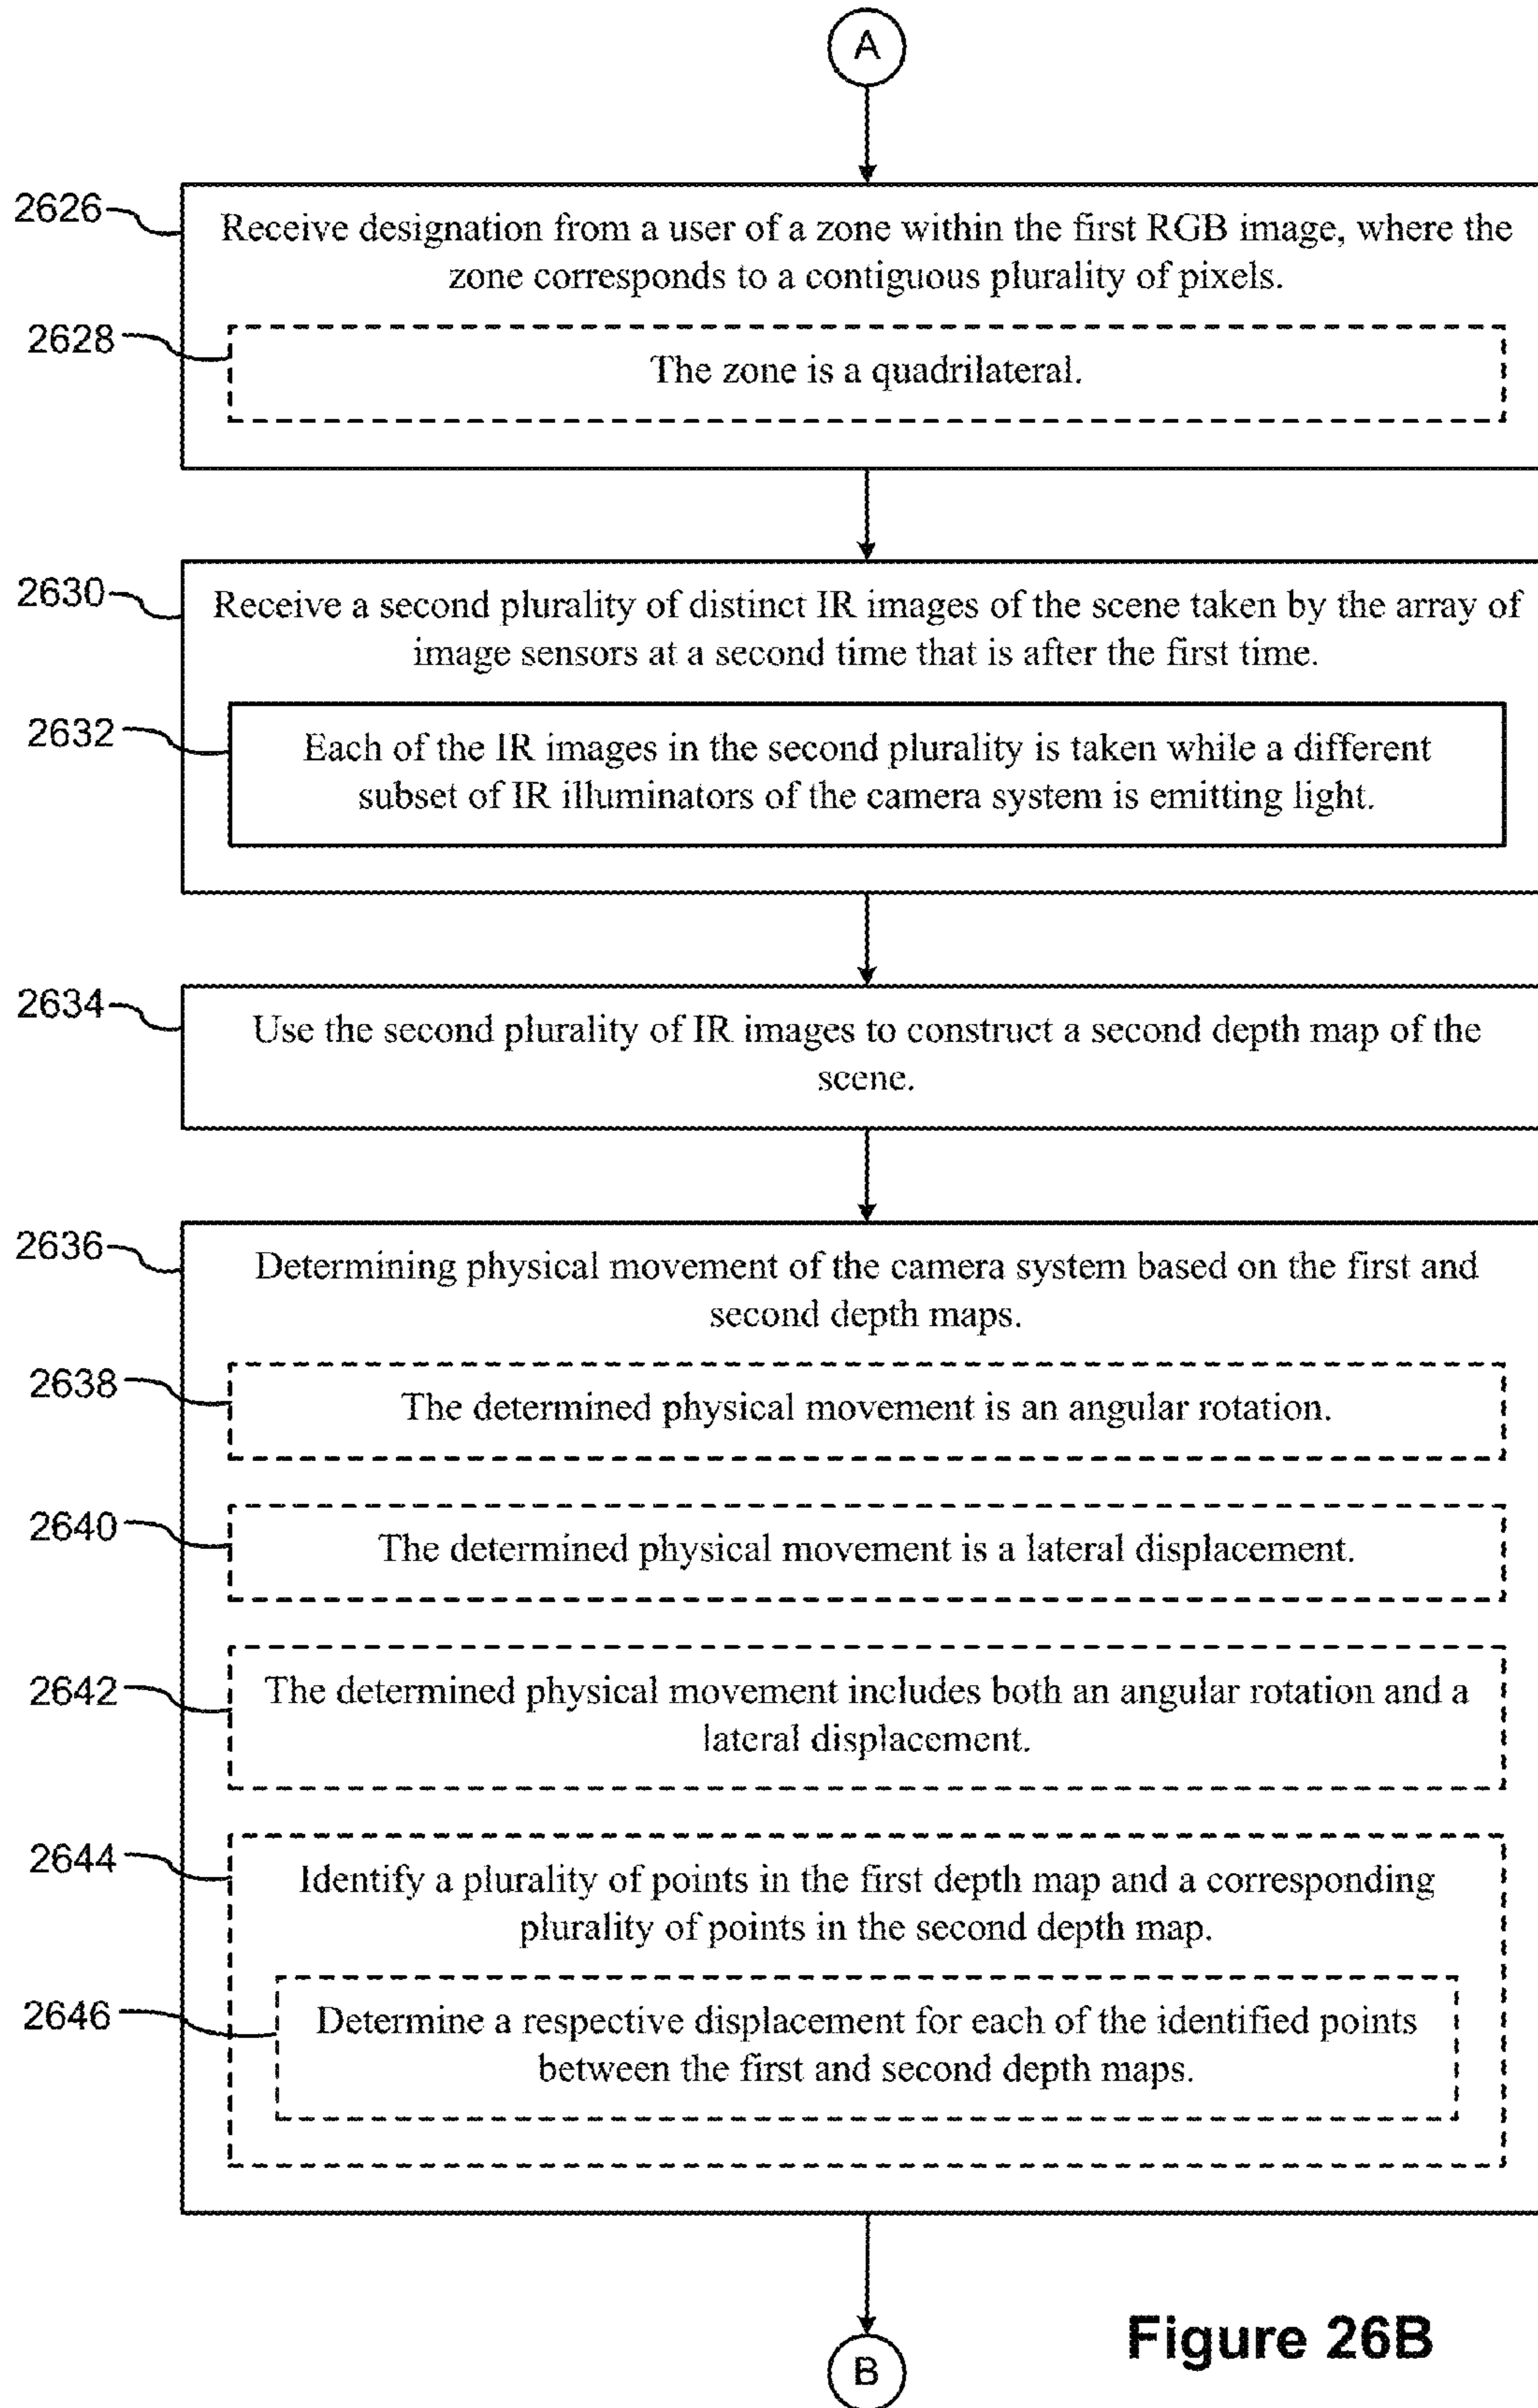 A
2626
Receive designation from a user of a zone within the first RGB image, where the
zone corresponds to a contiguous plurality of pixels.
2628
The zone is a quadrilateral.
2630
Receive a second plurality of distinct IR images of the scene taken by the array of
image sensors at a second time that is after the first time.
2632
Each of the IR images in the second plurality is taken while a different
subset of IR illuminators of the camera system is emitting light.
2634
Use the second plurality of IR images to construct a second depth map of the
scene.
2636
Determining physical movement of the camera system based on the first and
second depth maps.
2638
The determined physical movement is an angular rotation.
2640
The determined physical movement is a lateral displacement.
2642
The determined physical movement includes both an angular rotation and a
lateral displacement.
2644
Identify a plurality of points in the first depth map and a corresponding
plurality of points in the second depth map.
2646
Determine a respective displacement for each of the identified points
between the first and second depth maps.
B
Figure 26B